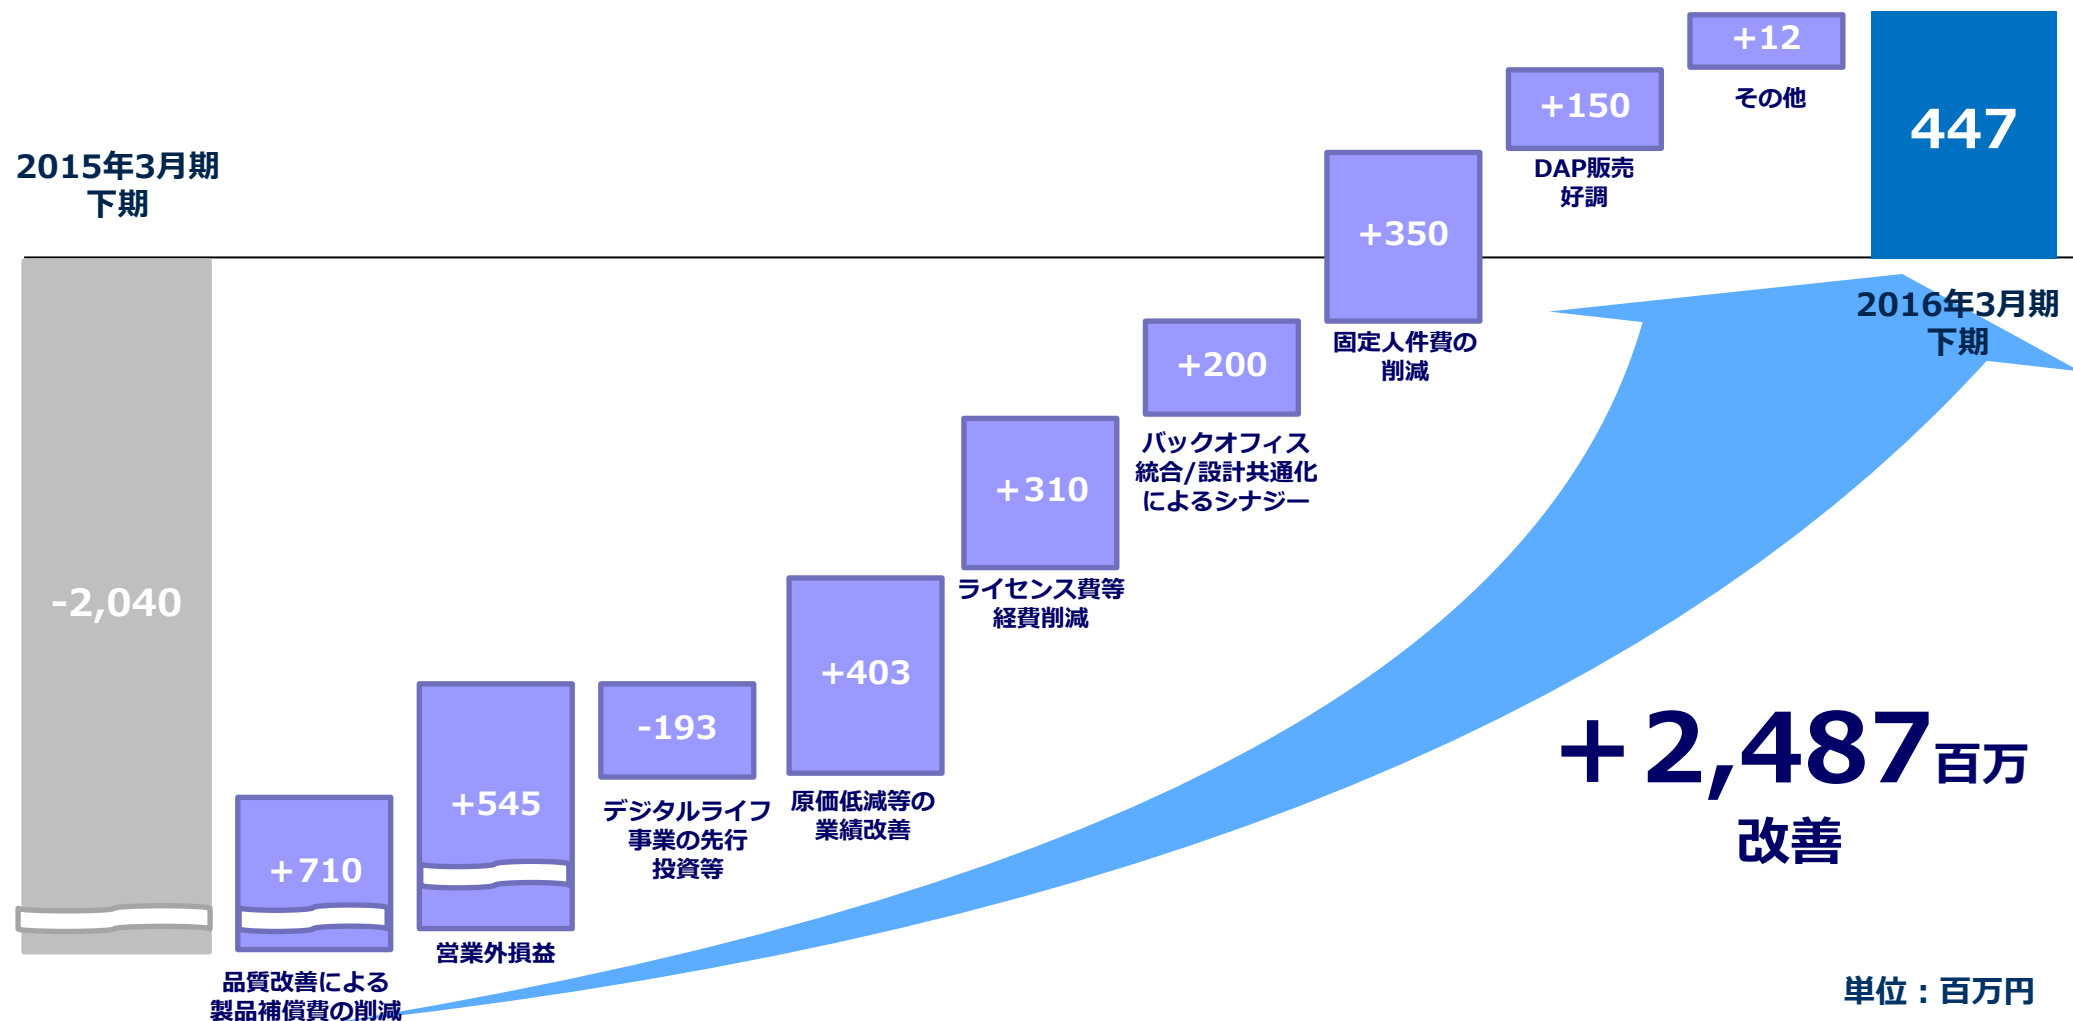 2015年3月期
下期
-2,040
+710
品質改善による
製品補償費の削減
+545
営業外損益
-193
デジタルライフ
事業の先行
投資等
+403
原価低減等の
業績改善
+310
ライセンス費等
経費削減
+200
バックオフィス
統合/設計共通化
によるシナジー
+350
固定人件費の
削減
+150
DAP販売
好調
+12
その他
447
2016年3月期
下期
+2,487百万
改善
単位：百万円